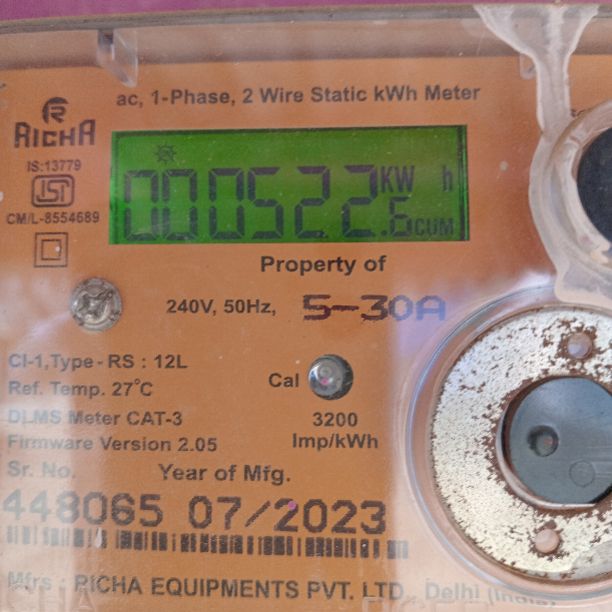 ac, 1-Phase, 2 Wire Static kWh Meter
RICHA
IS:13779
ISI
CM/L-8554689
000522.6 KW h
CUM
Property of
240V, 50Hz, 5-30A
CI-1,Type-RS : 12L
Ref. Temp. 27°C
Cal
3200
Imp/kWh
DLMS Meter CAT-3
Firmware Version 2.05
Sr. No. Year of Mfg.
448065 07/2023
Mfrs : RICHA EQUIPMENTS PVT. LTD., Delhi (India)